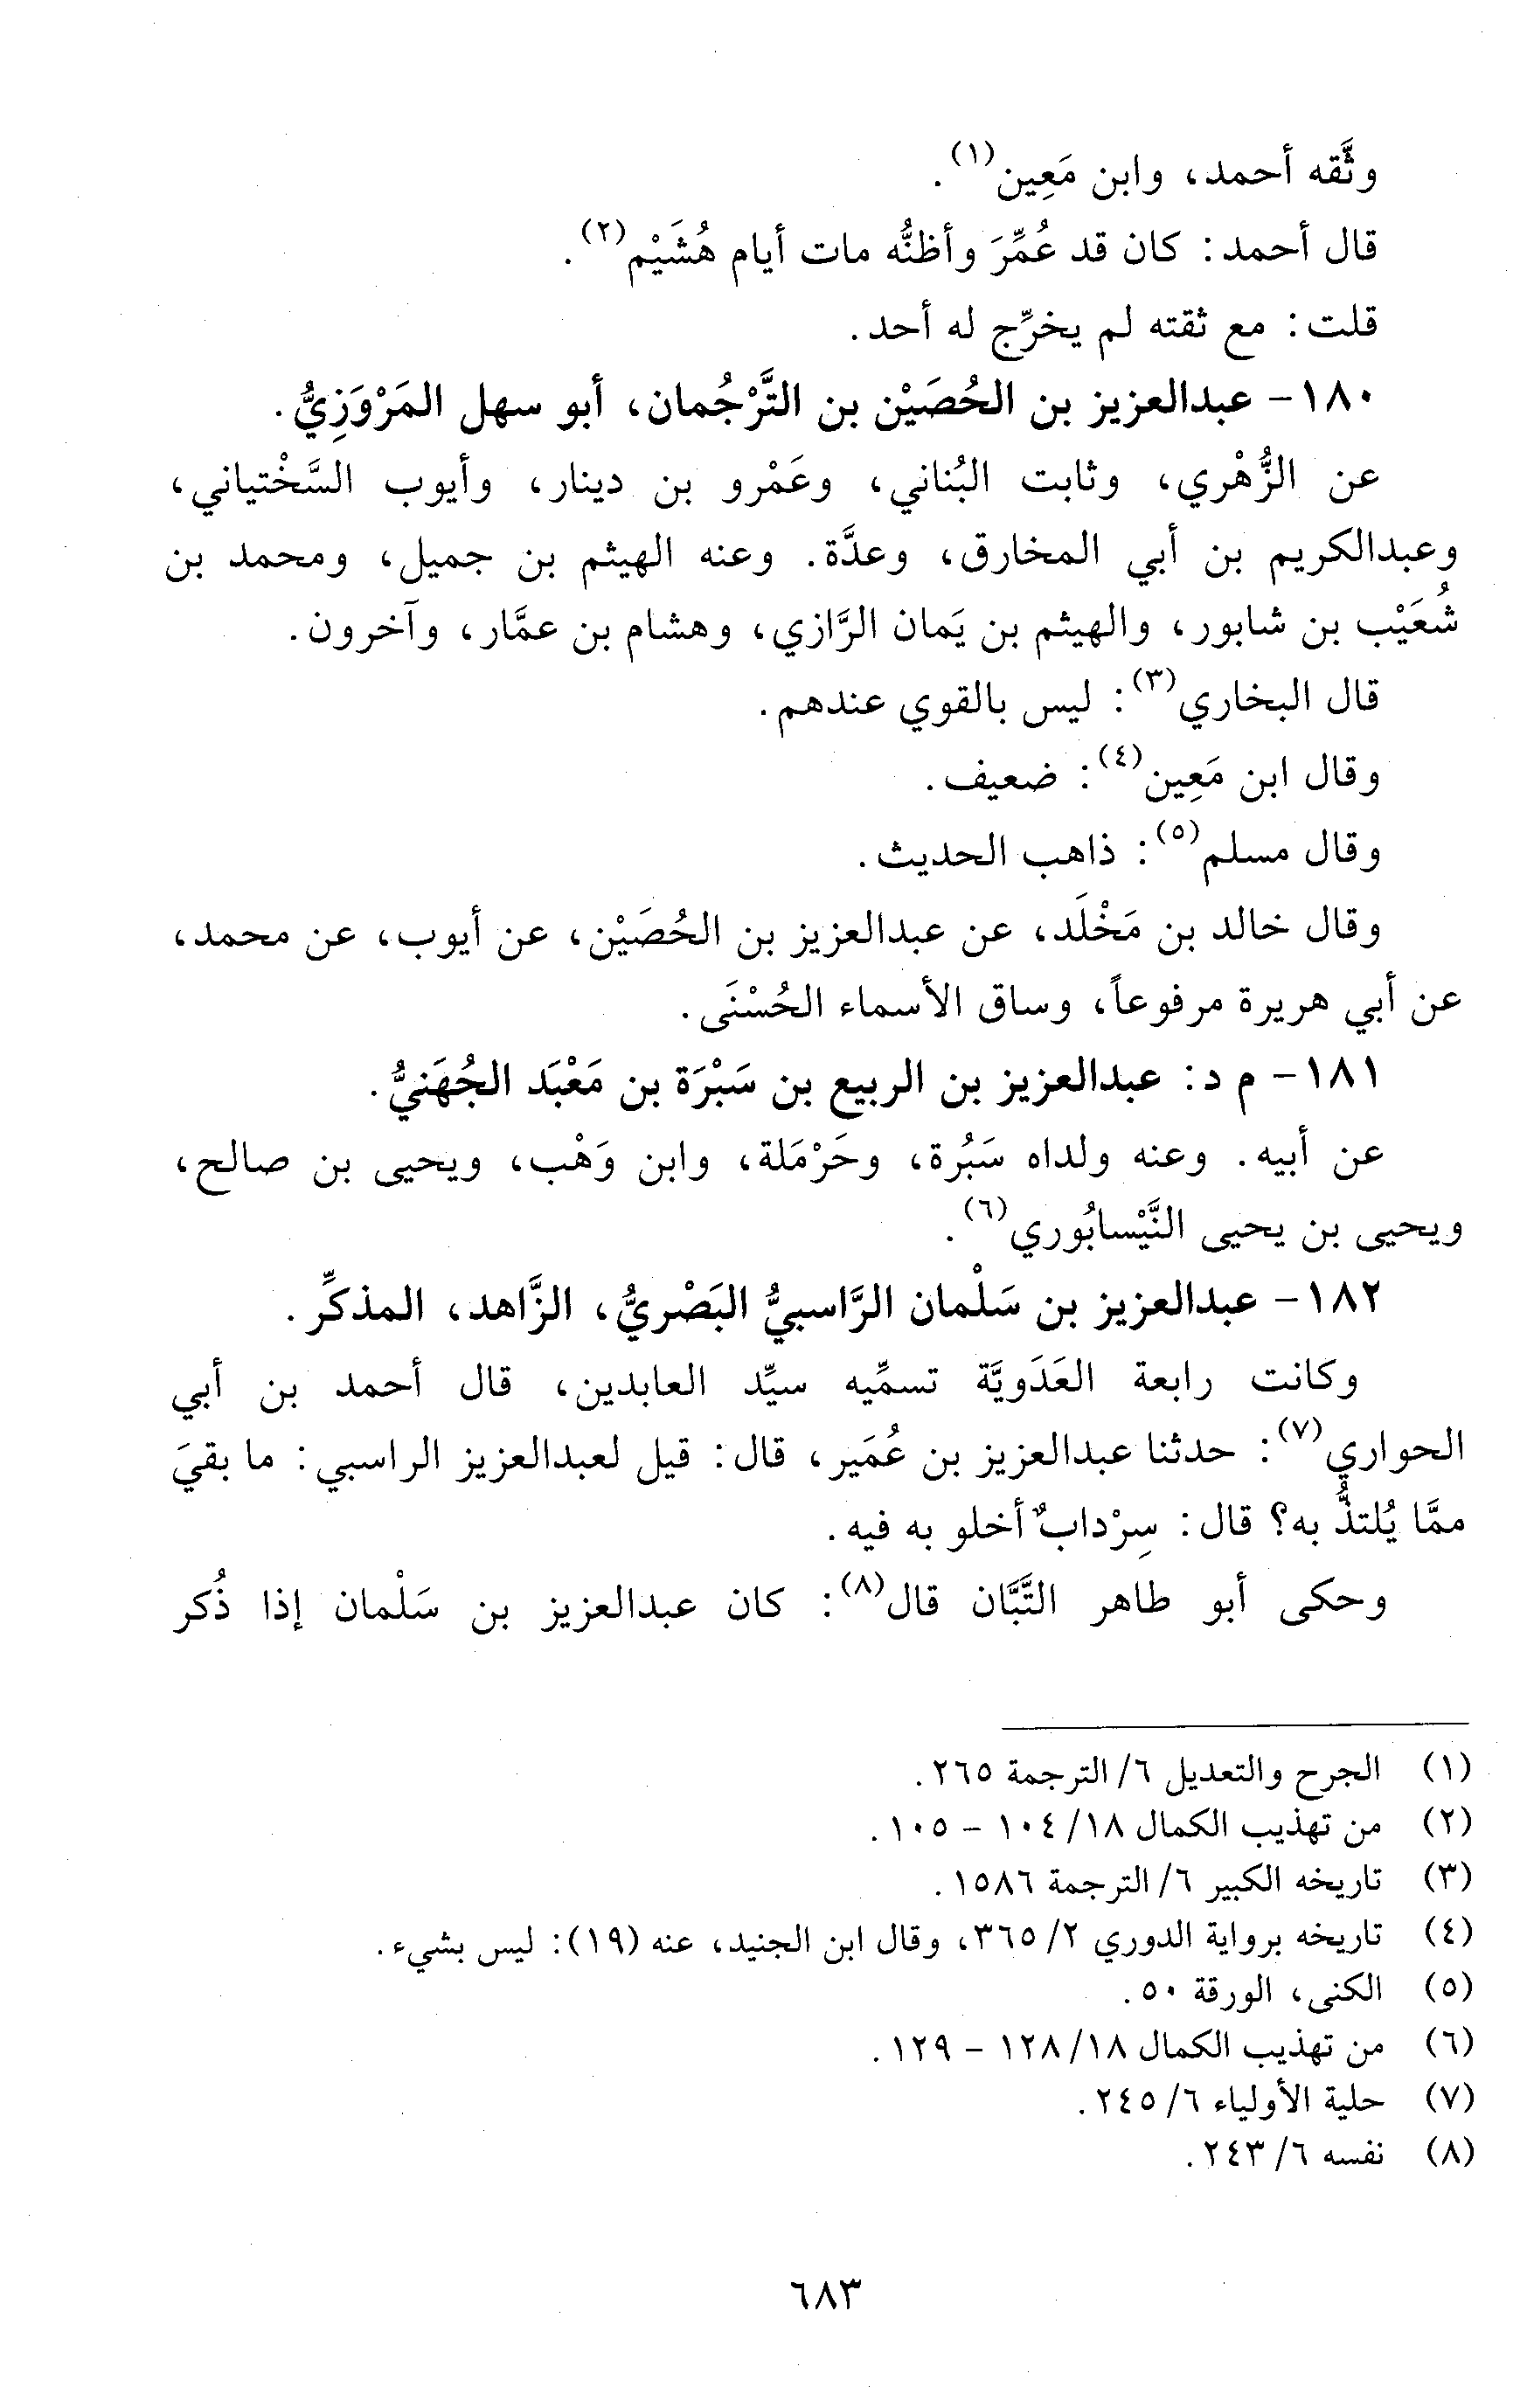 وثَّقه أحمد، وابن مَعِين(١).
قال أحمد: كان قد عُمِّرَ وأظنُّه مات أيام هُشَيْم(٢).
قلت: مع ثقته لم يخرِّج له أحد.
١٨٠- عبدالعزيز بن الحُصَيْن بن التَّرْجُمان، أبو سهل المَرْوَزِيُّ.
عن الزُّهْري، وثابت البُناني، وعَمْرو بن دينار، وأيوب السَّخْتياني،
وعبدالكريم بن أبي المخارق، وعدَّة. وعنه الهيثم بن جميل، ومحمد بن
شُعَيْب بن شابور، والهيثم بن يَمان الرَّازي، وهشام بن عمَّار، وآخرون.
قال البخاري(٣): ليس بالقوي عندهم.
وقال ابن مَعِين(٤): ضعيف.
وقال مسلم(٥): ذاهب الحديث.
وقال خالد بن مَخْلَد، عن عبدالعزيز بن الحُصَيْن، عن أيوب، عن محمد،
عن أبي هريرة مرفوعاً، وساق الأسماء الحُسْنَى.
١٨١- م د: عبدالعزيز بن الربيع بن سَبْرَة بن مَعْبَد الجُهَنيُّ.
عن أبيه. وعنه ولداه سَبُرة، وحَرْمَلة، وابن وَهْب، ويحيى بن صالح،
ويحيى بن يحيى النَّيْسابُوري(٦).
١٨٢- عبدالعزيز بن سَلْمان الرَّاسبيُّ البَصْريُّ، الزَّاهد، المذكِّر.
وكانت رابعة العَدَويَّة تسمِّيه سيِّد العابدين، قال أحمد بن أبي
الحواري(٧): حدثنا عبدالعزيز بن عُمَير، قال: قيل لعبدالعزيز الراسبي: ما بقيَ
ممَّا يُلتذُّ به؟ قال: سِرْدابٌ أخلو به فيه.
وحكى أبو طاهر التَّبَّان قال(٨): كان عبدالعزيز بن سَلْمان إذا ذُكر
(١) الجرح والتعديل ٦/ الترجمة ٢٦٥.
(٢) من تهذيب الكمال ١٨/ ١٠٤ - ١٠٥.
(٣) تاريخه الكبير ٦/ الترجمة ١٥٨٦.
(٤) تاريخه برواية الدوري ٢/ ٣٦٥، وقال ابن الجنيد، عنه (١٩): ليس بشيء.
(٥) الكنى، الورقة ٥٠.
(٦) من تهذيب الكمال ١٨/ ١٢٨ - ١٢٩.
(٧) حلية الأولياء ٦/ ٢٤٥.
(٨) نفسه ٦/ ٢٤٣.
٦٨٣